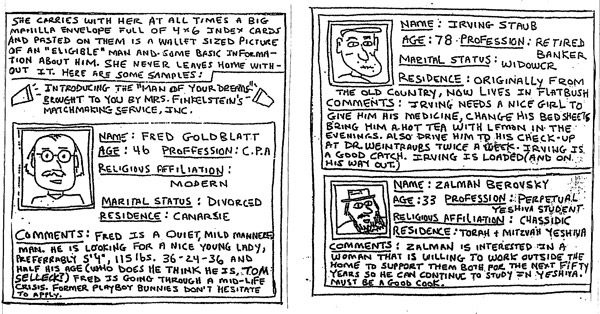 SHE CARRIES WITH HER AT ALL TIMES A BIG
MANILLA ENVELOPE FULL OF 4x6 INDEX CARDS
AND PASTED ON THEM IS A WALLET SIZED PICTURE
OF AN "ELIGIBLE" MAN AND SOME BASIC INFORMA-
TION ABOUT HIM. SHE NEVER LEAVES HOME WITH-
OUT IT. HERE ARE SOME SAMPLES:
INTRODUCING THE "MAN OF YOUR DREAMS"
BROUGHT TO YOU BY MRS. FINKELSTEIN'S
MATCHMAKING SERVICE, INC.
NAME: FRED GOLDBLATT
AGE: 46 PROFFESSION: C.P.A
RELIGIOUS AFFILIATION:
MODERN
MARITAL STATUS: DIVORCED
RESIDENCE: CANARSIE
COMMENTS: FRED IS A QUIET, MILD MANNERED
MAN. HE IS LOOKING FOR A NICE YOUNG LADY,
PREFERRABLY 5'4", 115 lbs. 36-24-36 AND
HALF HIS AGE (WHO DOES HE THINK HE IS, TOM
SELLECK?) FRED IS GOING THROUGH A MID-LIFE
CRISIS. FORMER PLAYBOY BUNNIES DON'T HESITATE
TO APPLY.
NAME: IRVING STAUB
AGE: 78 PROFESSION: RETIRED
BANKER
MARITAL STATUS:
WIDOWER
RESIDENCE: ORIGINALLY FROM
THE OLD COUNTRY, NOW LIVES IN FLATBUSH
COMMENTS: IRVING NEEDS A NICE GIRL TO
GIVE HIM HIS MEDICINE, CHANGE HIS BED SHEETS
BRING HIM A HOT TEA WITH LEMON IN THE
EVENINGS. ALSO DRIVE HIM TO HIS CHECK-UP
AT DR. WEINTRAUBS TWICE A WEEK. IRVING IS
A GOOD CATCH. IRVING IS LOADED (AND ON
HIS WAY OUT.)
NAME: ZALMAN BEROVSKY
AGE: 33 PROFESSION: PERPETUAL
YESHIVA STUDENT
RELIGIOUS AFFILIATION: CHASSIDIC
RESIDENCE: TORAH + MITZVAH YESHIVA
COMMENTS: ZALMAN IS INTERESTED IN A
WOMAN THAT IS WILLING TO WORK OUTSIDE THE
HOME TO SUPPORT THEM BOTH FOR THE NEXT FIFTY
YEARS SO HE CAN CONTINUE TO STUDY IN YESHIVA.
MUST BE A GOOD COOK.